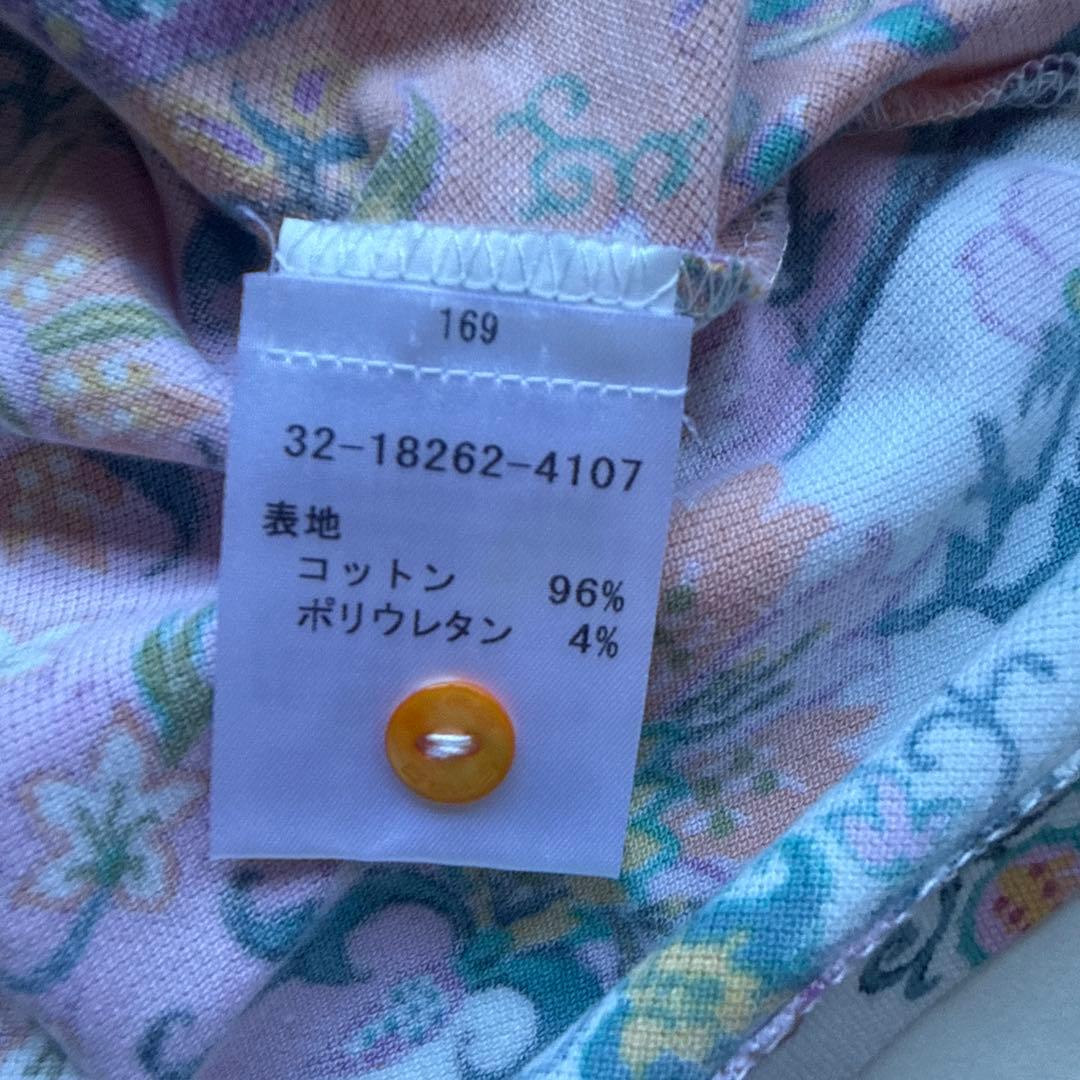 169
32-18262-4107
表地
コットン 96%
ポリウレタン 4%